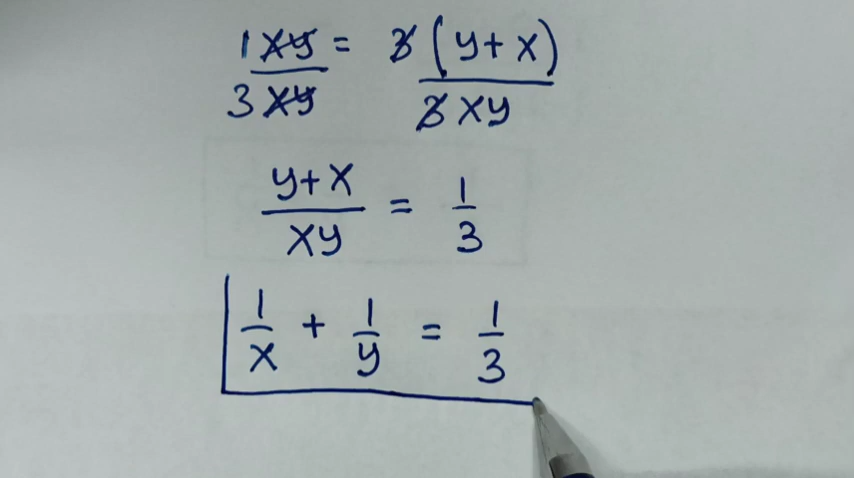 1xy/3xy = 3(y+x)/3xy
y+x/xy = 1/3
1/x + 1/y = 1/3